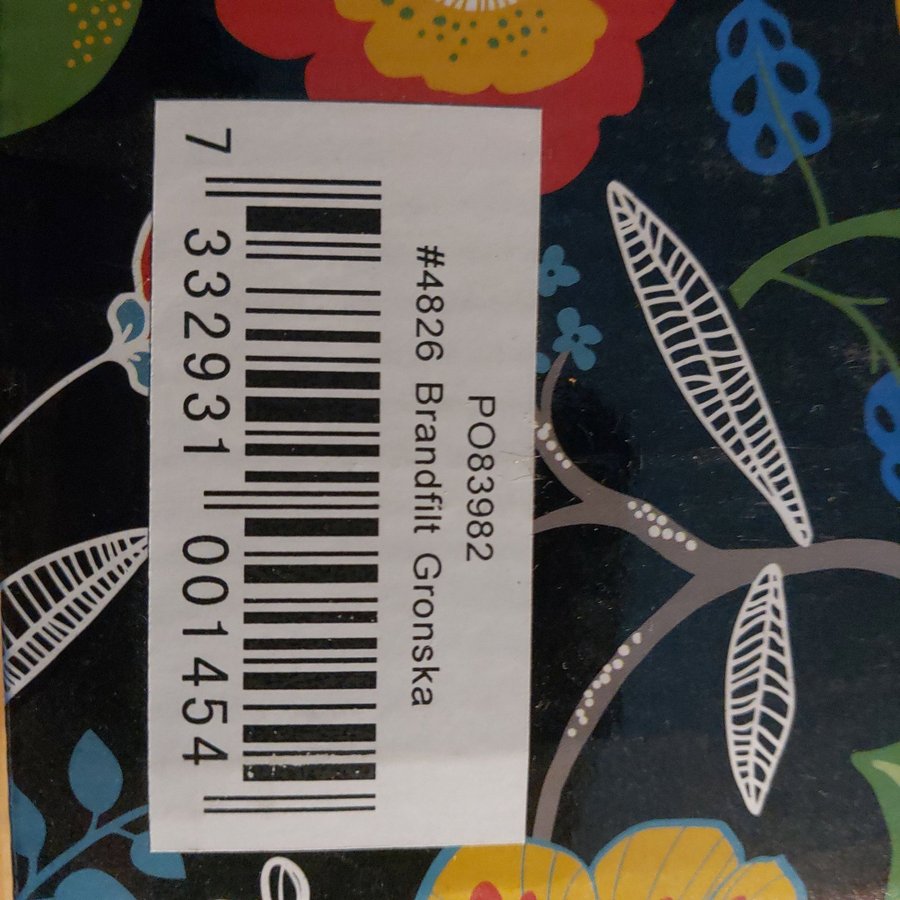 PO83982
#4826 Brandfilt Gronska
7 332931 001454